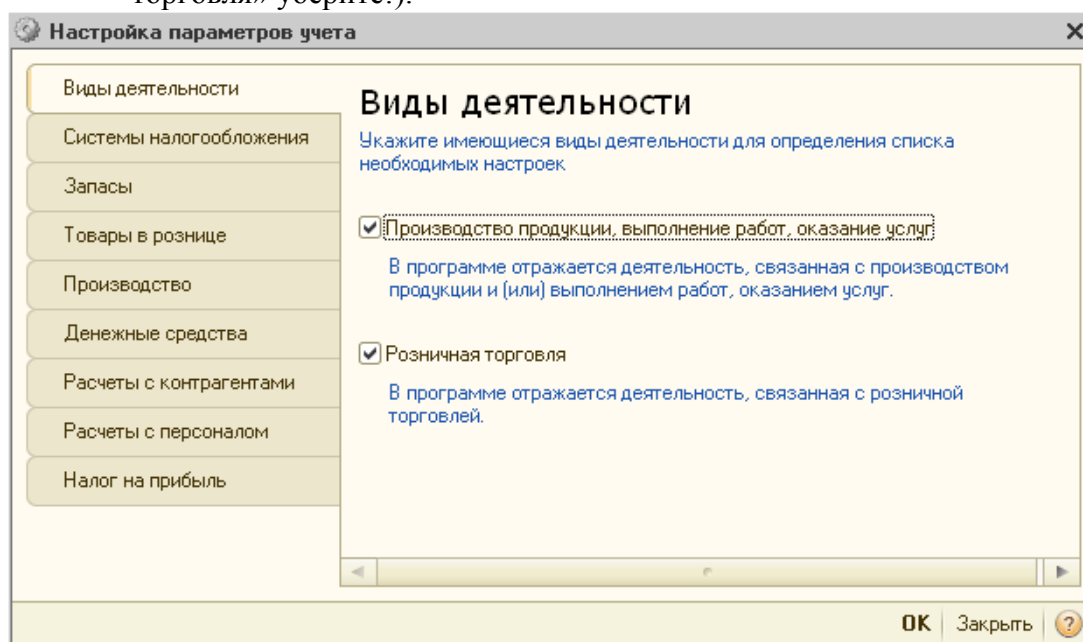 торговля» уберите!).
Настройка параметров учета
Виды деятельности
Системы налогообложения
Запасы
Товары в рознице
Производство
Денежные средства
Расчеты с контрагентами
Расчеты с персоналом
Налог на прибыль
Виды деятельности
Укажите имеющиеся виды деятельности для определения списка
необходимых настроек
Производство продукции, выполнение работ, оказание услуг
В программе отражается деятельность, связанная с производством
продукции и (или) выполнением работ, оказанием услуг.
Розничная торговля
В программе отражается деятельность, связанная с розничной
торговлей.
OK Закрыть ?